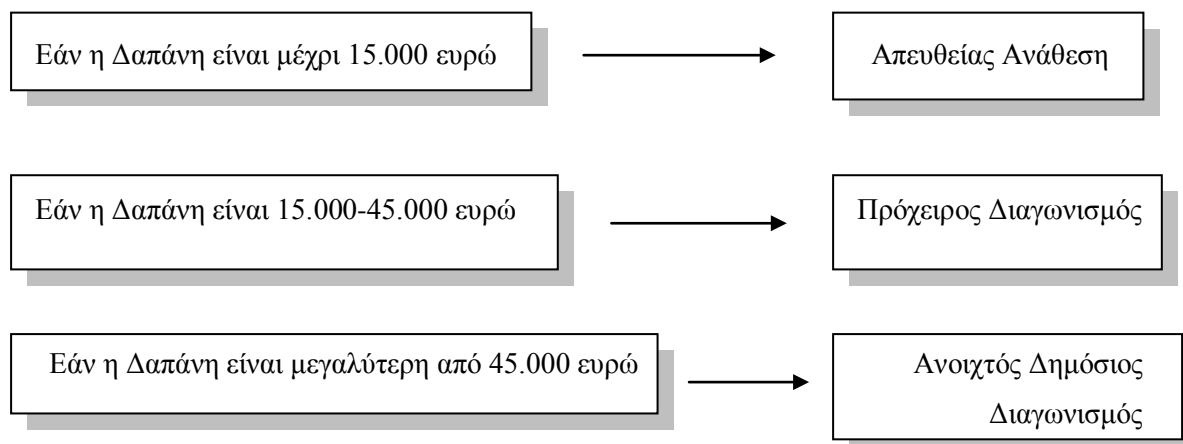 Εάν η Δαπάνη είναι μέχρι 15.000 ευρώ
Απευθείας Ανάθεση
Εάν η Δαπάνη είναι 15.000-45.000 ευρώ
Πρόχειρος Διαγωνισμός
Εάν η Δαπάνη είναι μεγαλύτερη από 45.000 ευρώ
Ανοιχτός Δημόσιος
Διαγωνισμός